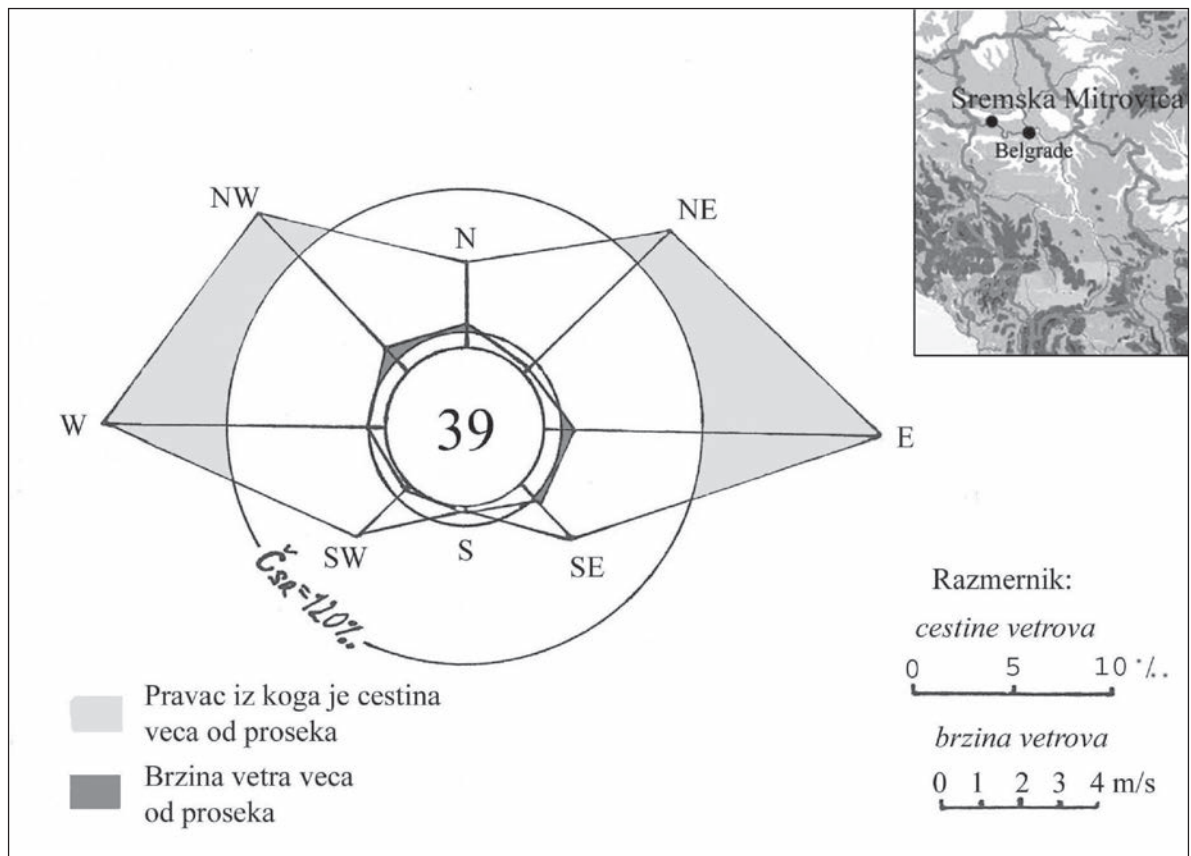 Sremska Mitrovica
Belgrade
NW
N
NE
W
39
E
SW
S
SE
Čsr=120‰
Razmernik:
cestine vetrova
0 5 10 ‰
brzina vetrova
0 1 2 3 4 m/s
Pravac iz koga je cestina
veca od proseka
Brzina vetra veca
od proseka